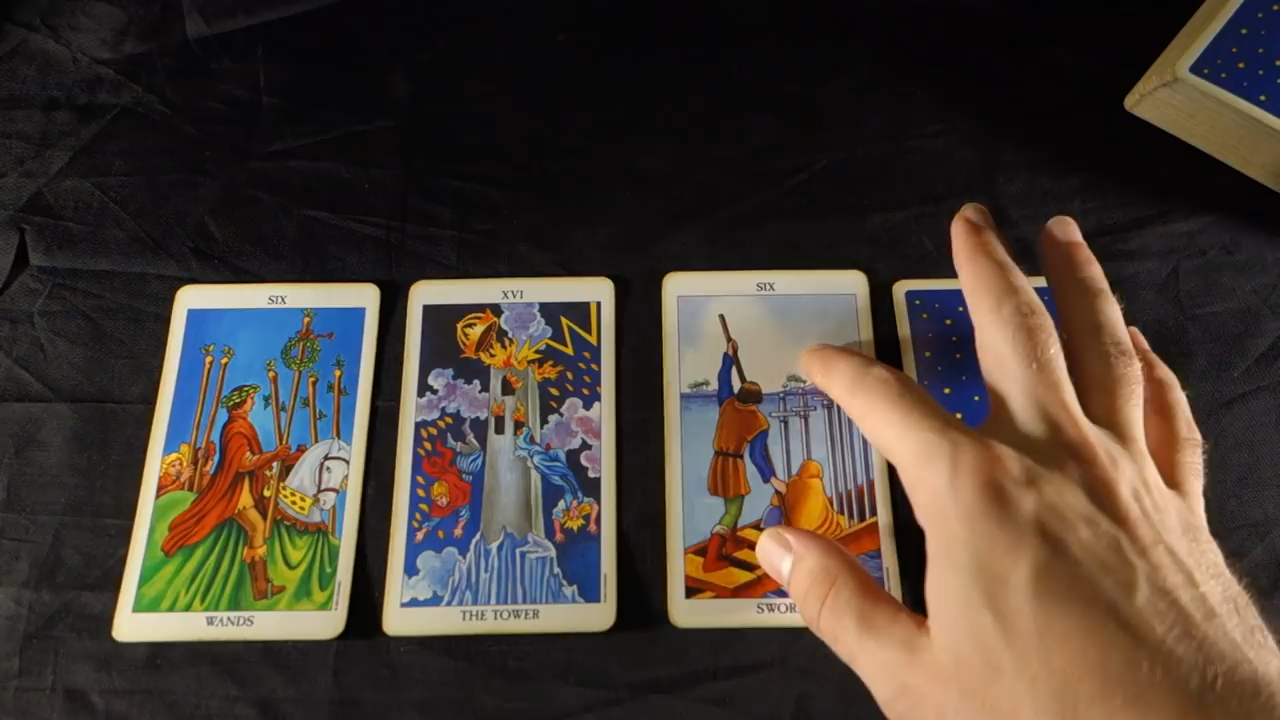 SIX
WANDS
XVI
THE TOWER
SIX
SWOR